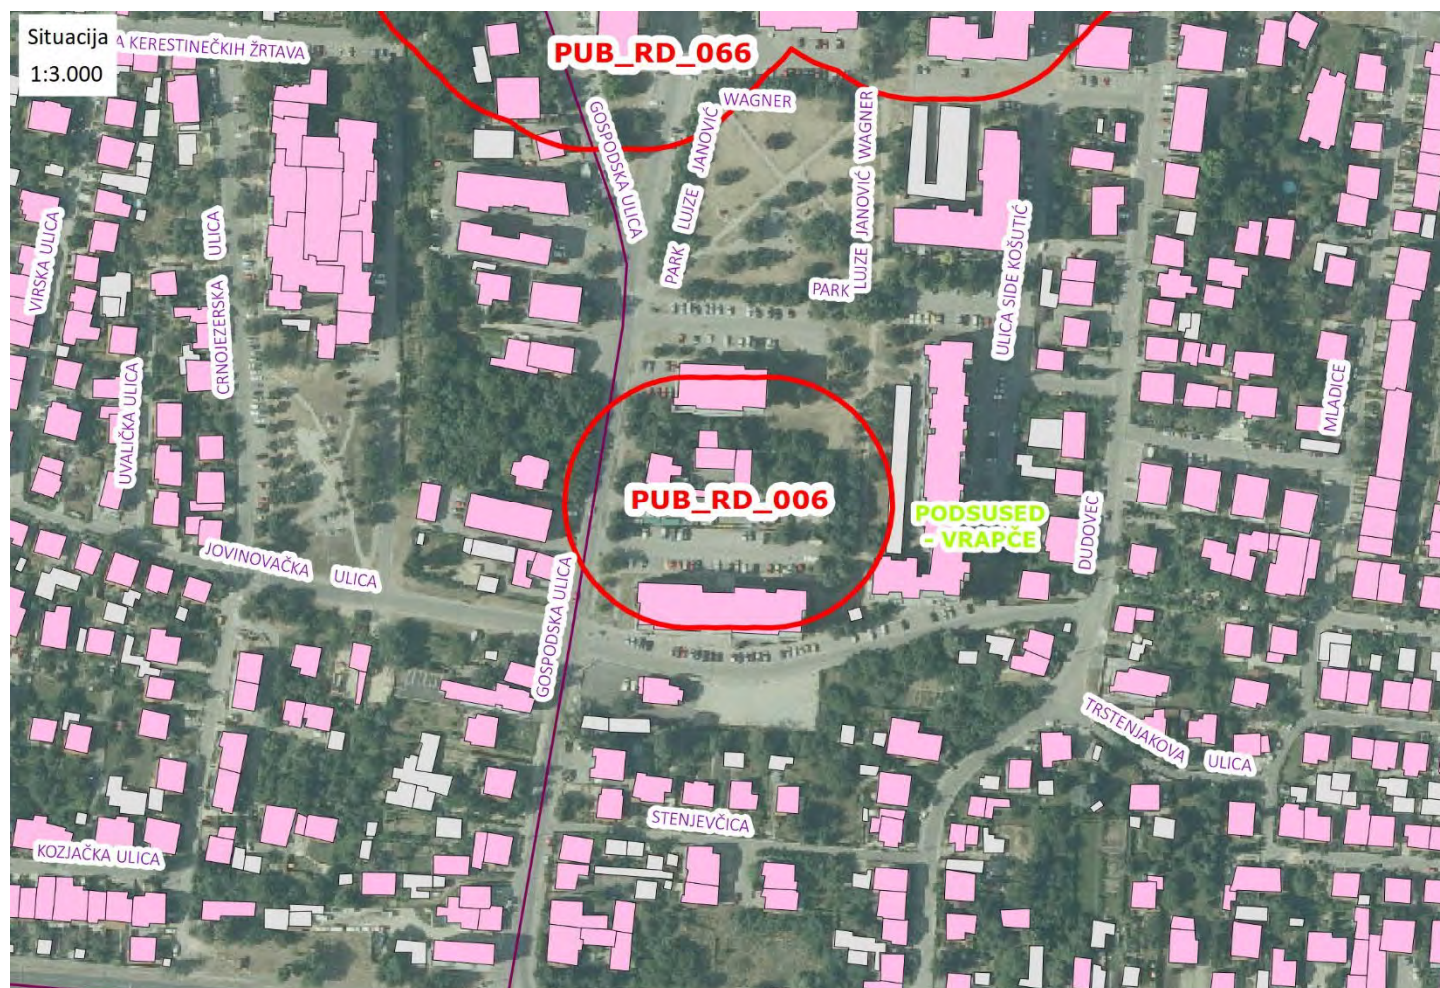 Situacija
1:3.000
A KERESTINEČKIH ŽRTAVA
PUB_RD_066
GOSPODSKA ULICA
PARK LUIZE JANOVIĆ WAGNER
PARK LUIZE JANOVIĆ WAGNER
VIRSKA ULICA
CRNOJEZERSKA ULICA
UVALIČKA ULICA
ULICA SIDE KOŠUTIĆ
MLADICE
PUB_RD_006
PODSUSED
- VRAPČE
DUDOVEC
JOVINOVAČKA ULICA
GOSPODSKA ULICA
TRSTENJAKOVA ULICA
STENJEVČICA
KOZJAČKA ULICA